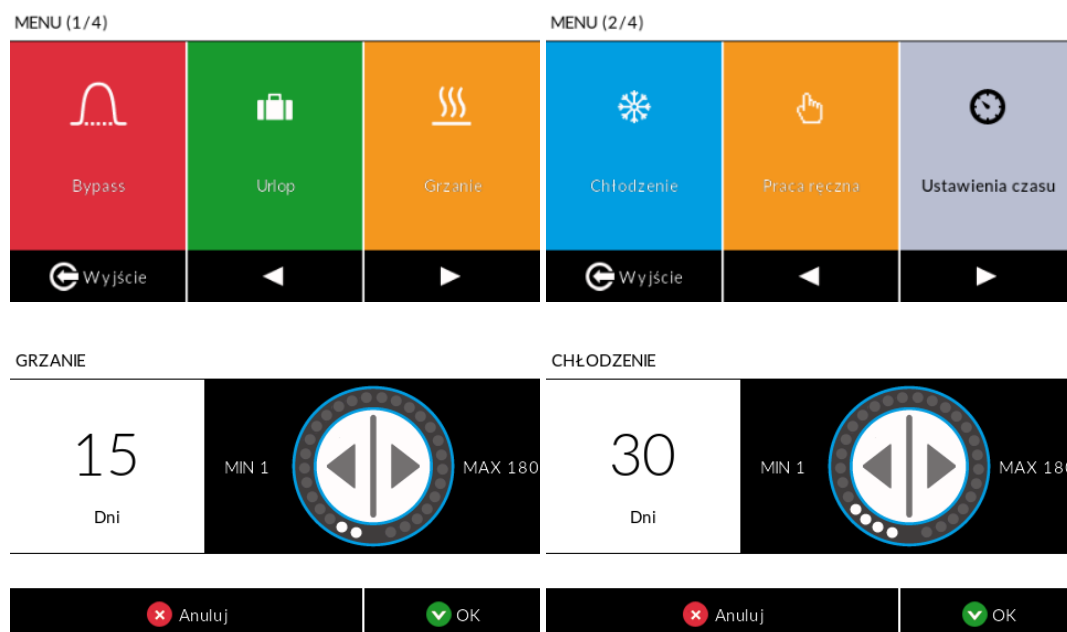 MENU (1/4)
Bypass
Urlop
Grzanie
Wyjście
MENU (2/4)
Chłodzenie
Praca ręczna
Ustawienia czasu
Wyjście
GRZANIE
15
Dni
MIN 1
MAX 180
Anuluj
OK
CHŁODZENIE
30
Dni
MIN 1
MAX 180
Anuluj
OK